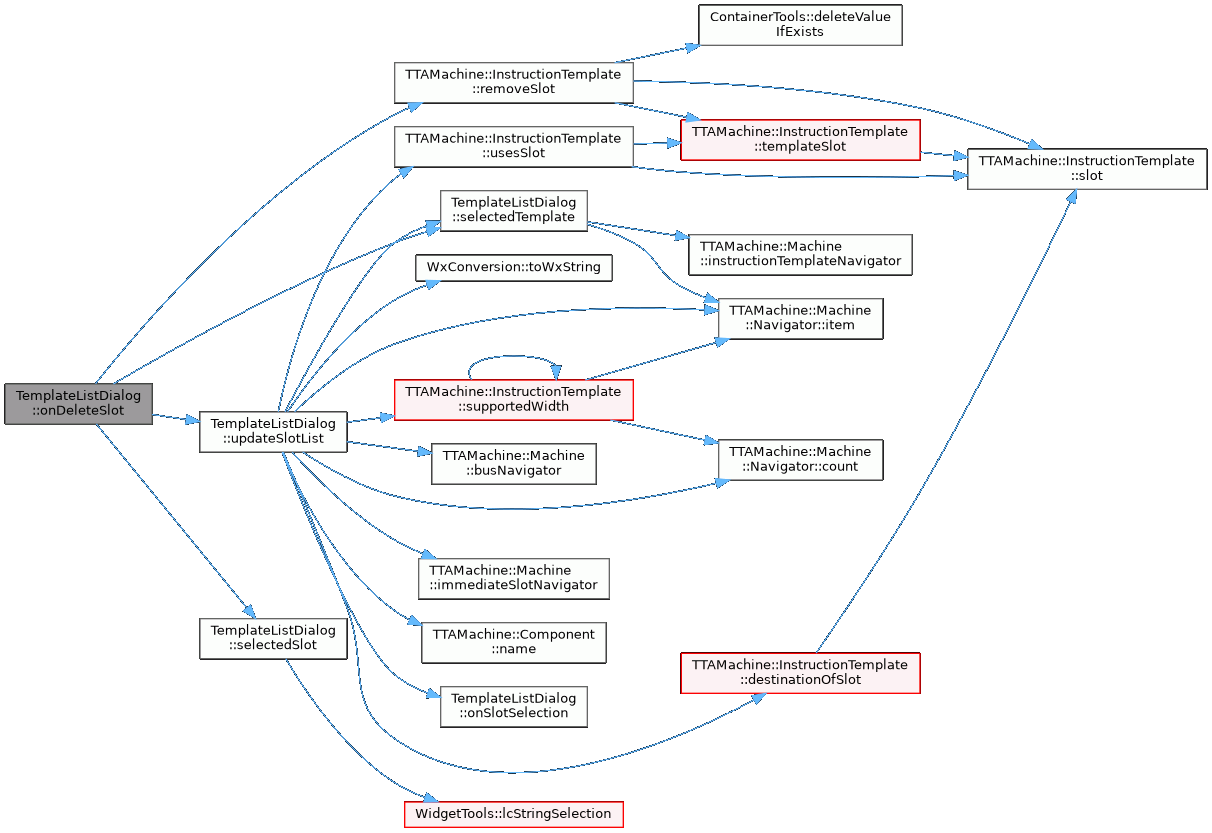 ContainerTools::deleteValue
IfExists
TTAMachine::InstructionTemplate
::removeSlot
TTAMachine::InstructionTemplate
::templateSlot
TTAMachine::InstructionTemplate
::usesSlot
TTAMachine::InstructionTemplate
::slot
TemplateListDialog
::selectedTemplate
TTAMachine::Machine
::instructionTemplateNavigator
WxConversion::toWxString
TTAMachine::Machine
::Navigator::item
TemplateListDialog
::onDeleteSlot
TTAMachine::InstructionTemplate
::supportedWidth
TemplateListDialog
::updateSlotList
TTAMachine::Machine
::busNavigator
TTAMachine::Machine
::Navigator::count
TTAMachine::Machine
::immediateSlotNavigator
TemplateListDialog
::selectedSlot
TTAMachine::Component
::name
TTAMachine::InstructionTemplate
::destinationOfSlot
TemplateListDialog
::onSlotSelection
WidgetTools::lcStringSelection